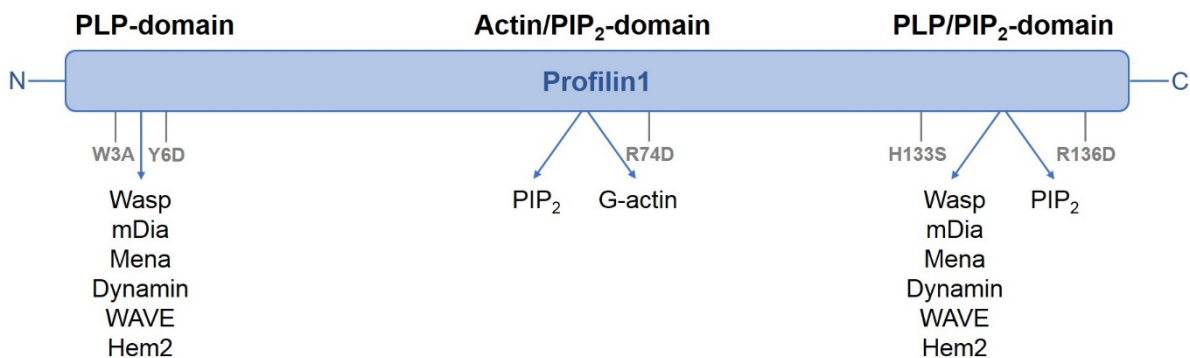 PLP-domain Actin/PIP₂-domain PLP/PIP₂-domain
N Profilin1 C
W3A Y6D R74D H133S R136D
Wasp PIP₂ G-actin Wasp PIP₂
mDia mDia
Mena Mena
Dynamin Dynamin
WAVE WAVE
Hem2 Hem2